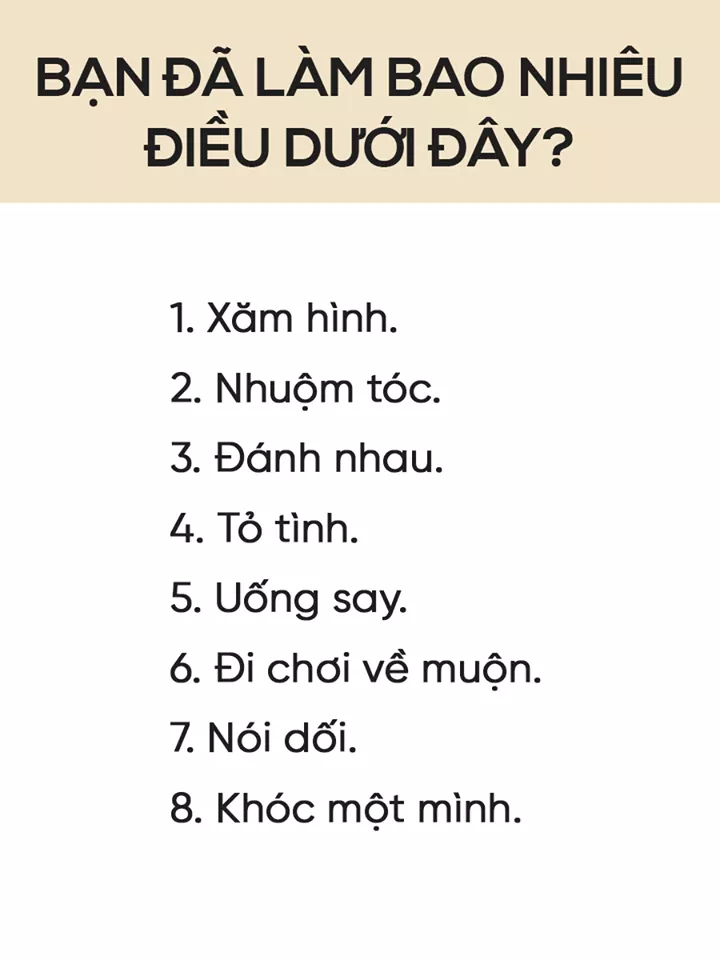 BẠN ĐÃ LÀM BAO NHIÊU
ĐIỀU DƯỚI ĐÂY?
1. Xăm hình.
2. Nhuộm tóc.
3. Đánh nhau.
4. Tỏ tình.
5. Uống say.
6. Đi chơi về muộn.
7. Nói dối.
8. Khóc một mình.